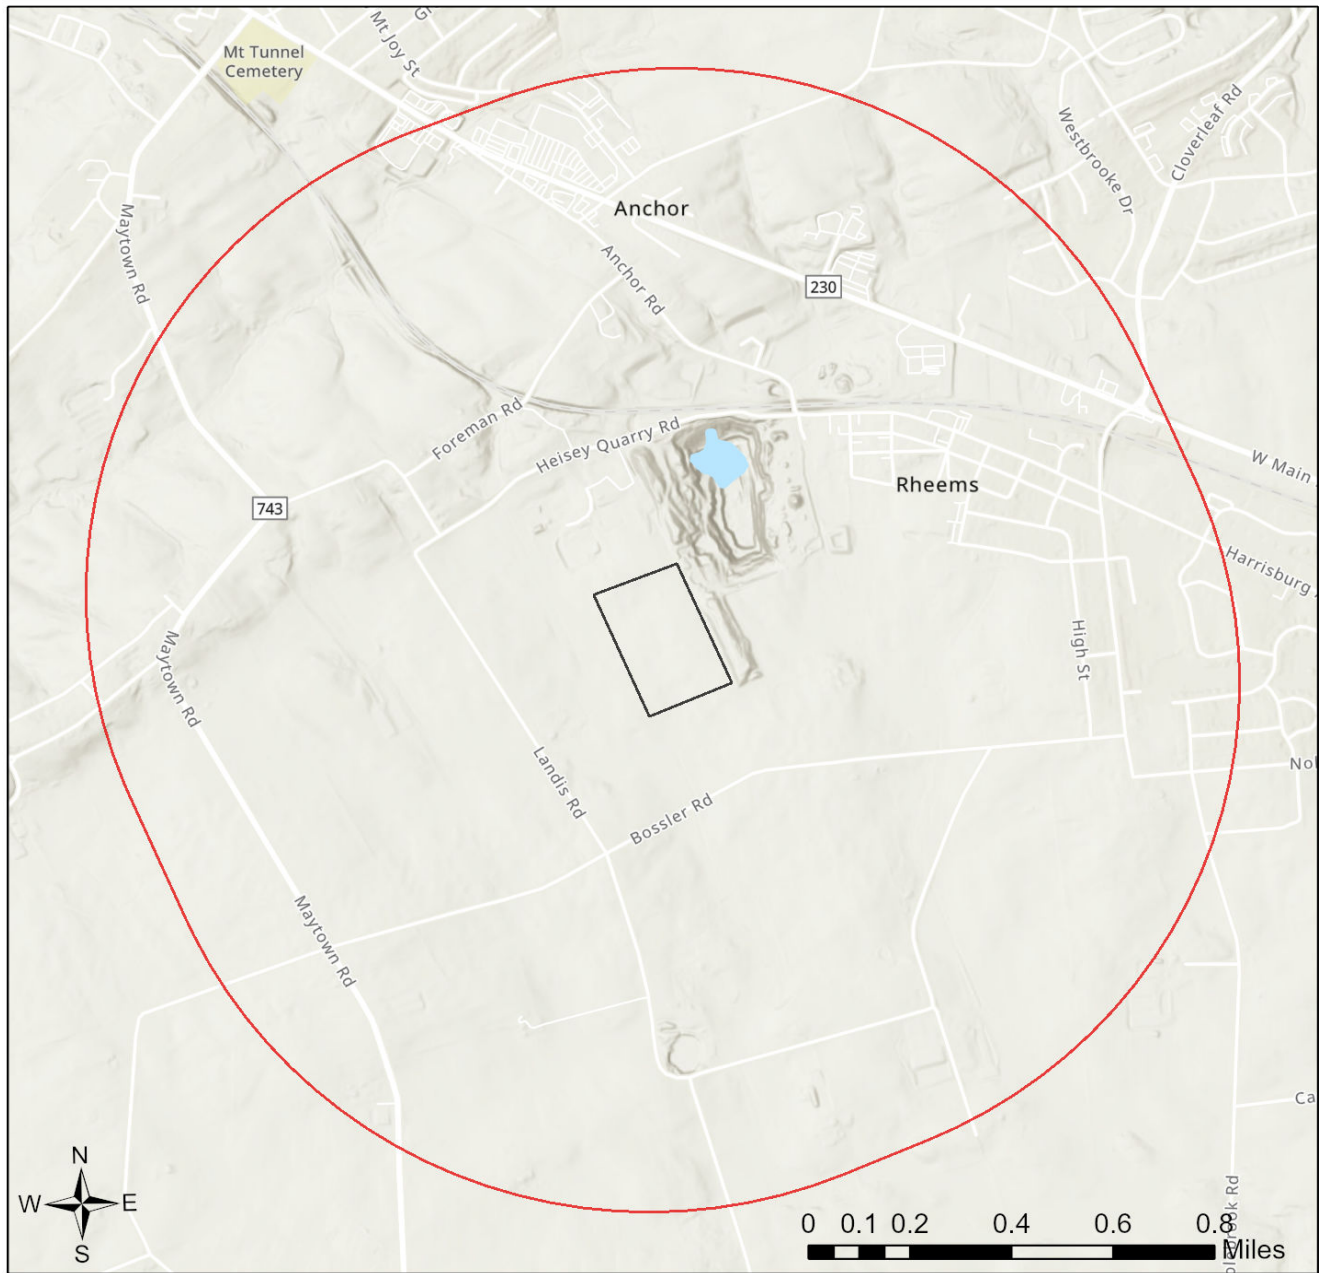 G
Mt Joy St
Mt Tunnel
Cemetery
Cloverleaf Rd
Westbrooke Dr
Maytown Rd
Anchor
Anchor Rd
230
Foreman Rd
Heisey Quarry Rd
W Main
Rheems
743
Harrisburg
Maytown Rd
High St
Landis Rd
Nol
Bossler Rd
Maytown Rd
Ca
N
W E
S
0 0.1 0.2 0.4 0.6 0.8
Miles